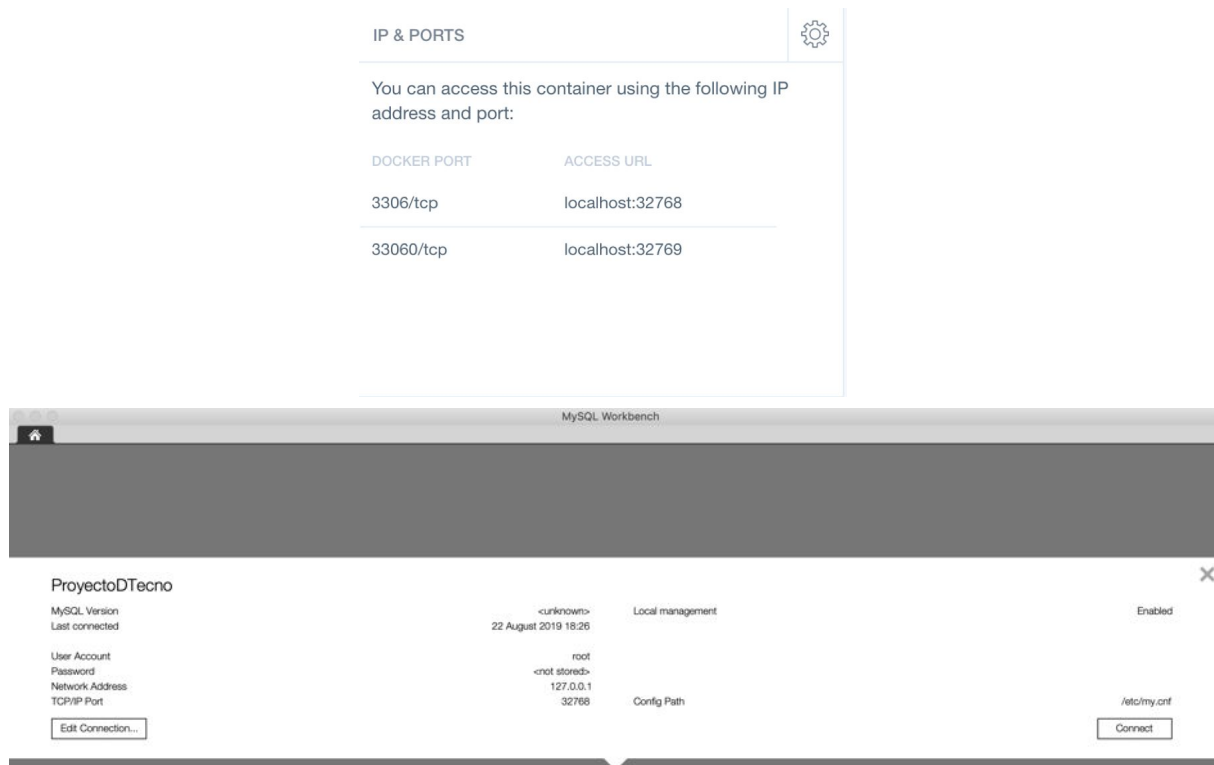 IP & PORTS
You can access this container using the following IP
address and port:
DOCKER PORT ACCESS URL
3306/tcp localhost:32768
33060/tcp localhost:32769
MySQL Workbench
ProyectoDTecno
MySQL Version <unknown> Local management Enabled
Last connected 22 August 2019 18:26
User Account root
Password <not stored>
Network Address 127.0.0.1
TCP/IP Port 32768 Config Path /etc/my.cnf
Edit Connection... Connect